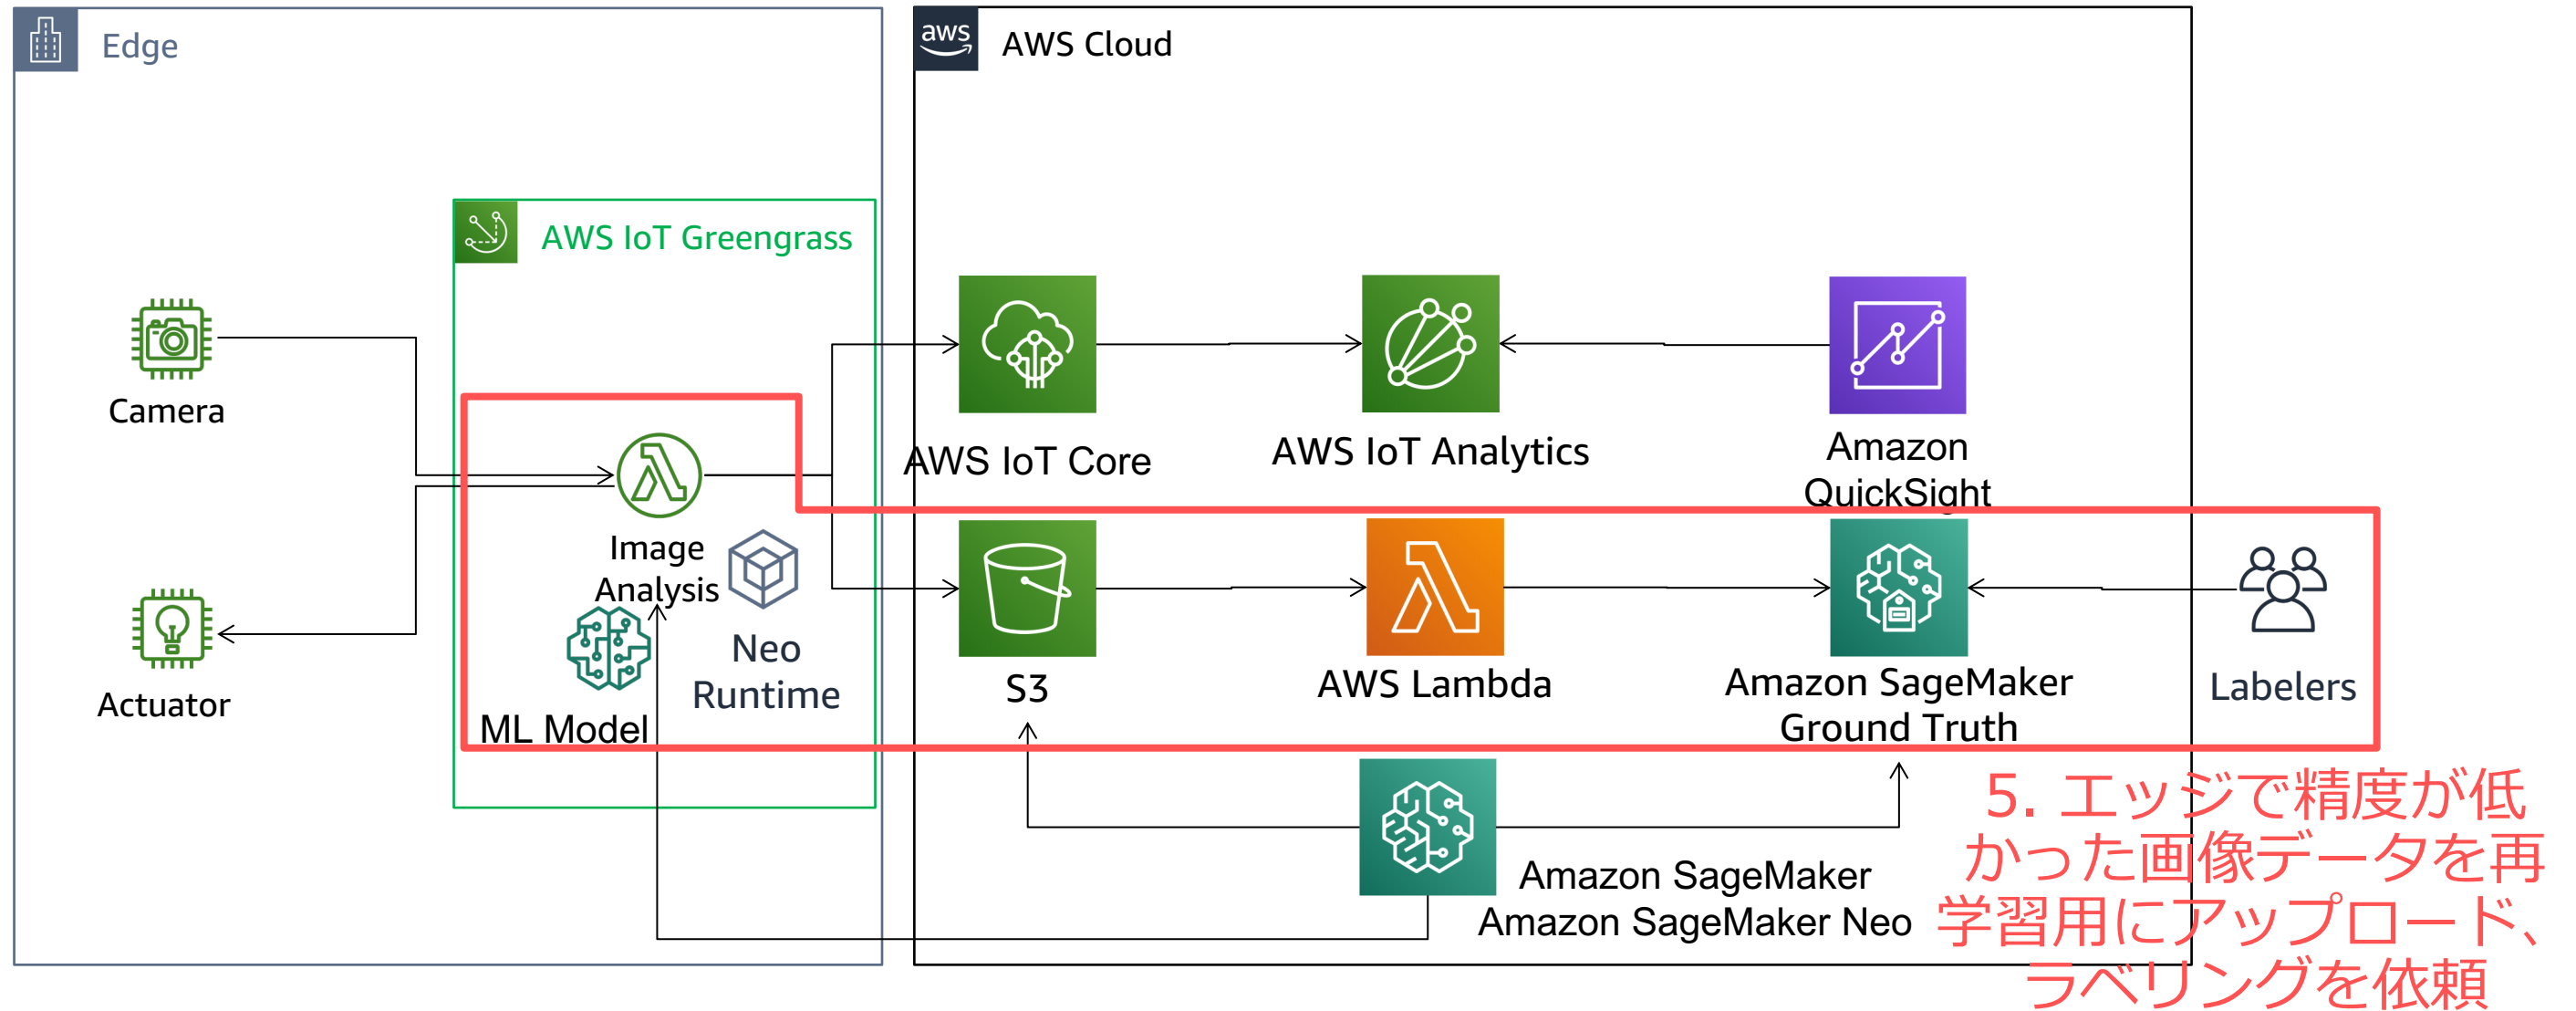 Edge
aws
AWS Cloud
AWS IoT Greengrass
Camera
AWS IoT Core
AWS IoT Analytics
Amazon
QuickSight
Image
Analysis
Neo
Runtime
ML Model
Actuator
S3
AWS Lambda
Amazon SageMaker
Ground Truth
Labelers
Amazon SageMaker
Amazon SageMaker Neo
5. エッジで精度が低
かった画像データを再
学習用にアップロード、
ラベリングを依頼